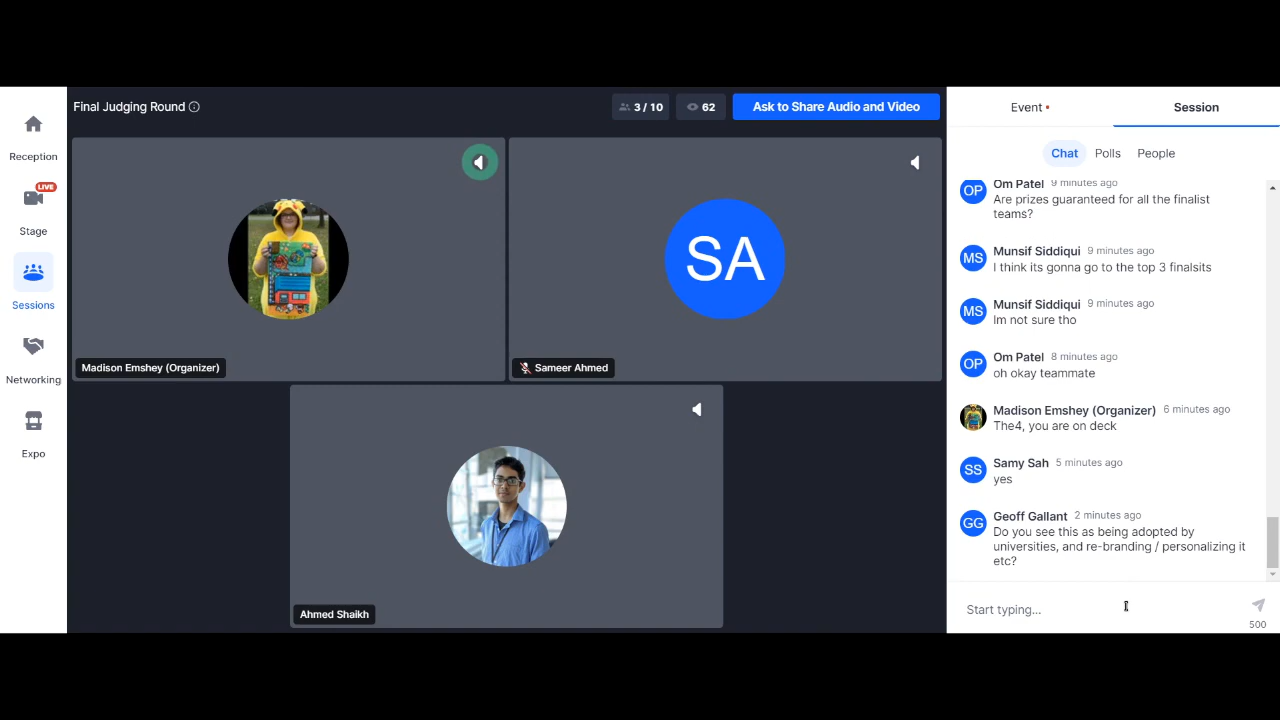 Final Judging Round
3 / 10
62
Ask to Share Audio and Video
Event
Session
Reception
LIVE
Stage
Sessions
Networking
Expo
Madison Emshey (Organizer)
SA
Sameer Ahmed
Ahmed Shaikh
Chat
Polls
People
OP
Om Patel 9 minutes ago
Are prizes guaranteed for all the finalist
teams?
MS
Munsif Siddiqui 9 minutes ago
I think its gonna go to the top 3 finalsits
MS
Munsif Siddiqui 9 minutes ago
Im not sure tho
OP
Om Patel 8 minutes ago
oh okay teammate
Madison Emshey (Organizer) 6 minutes ago
The4, you are on deck
SS
Samy Sah 5 minutes ago
yes
GG
Geoff Gallant 2 minutes ago
Do you see this as being adopted by
universities, and re-branding / personalizing it
etc?
Start typing...
500